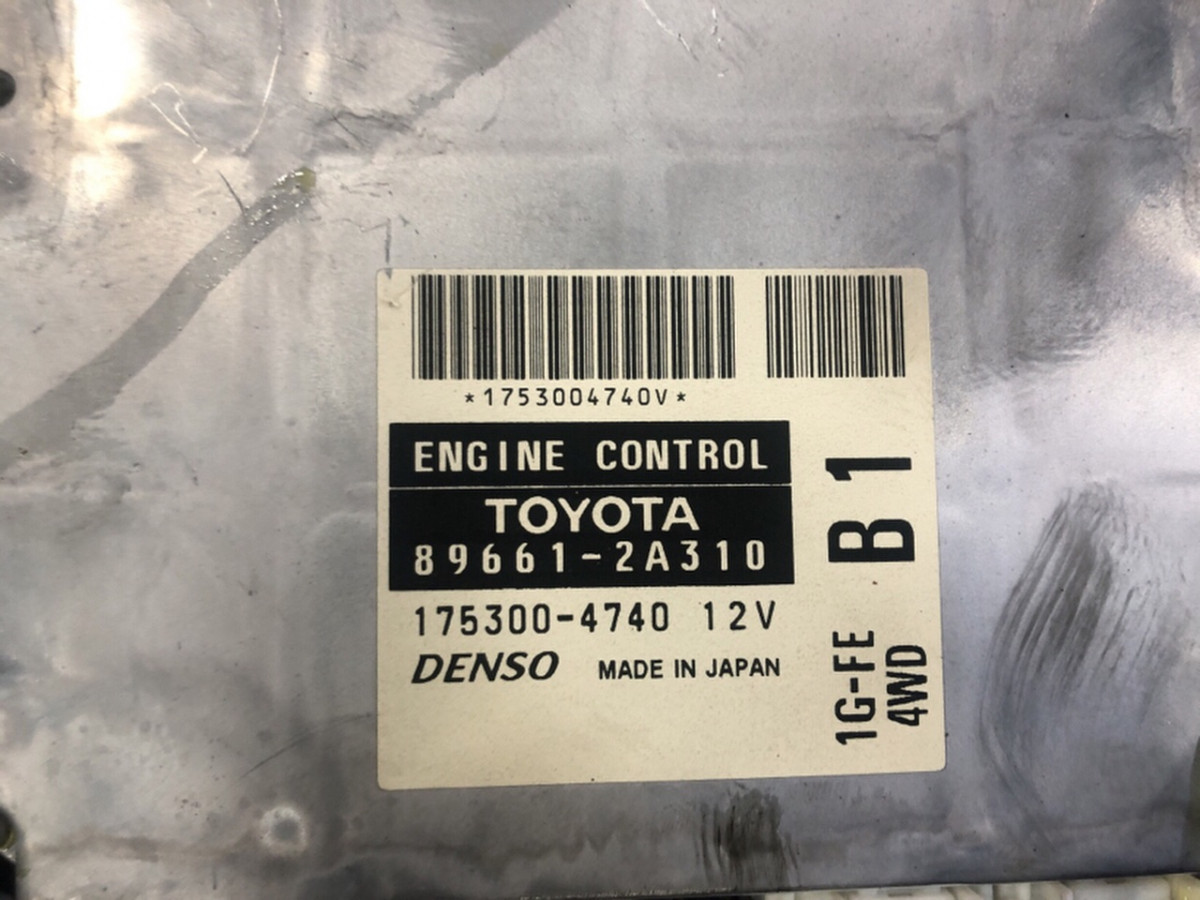 *1753004740V*
ENGINE CONTROL
TOYOTA
89661-2A310
175300-4740 12V
DENSO MADE IN JAPAN
B1
1G-FE
4WD